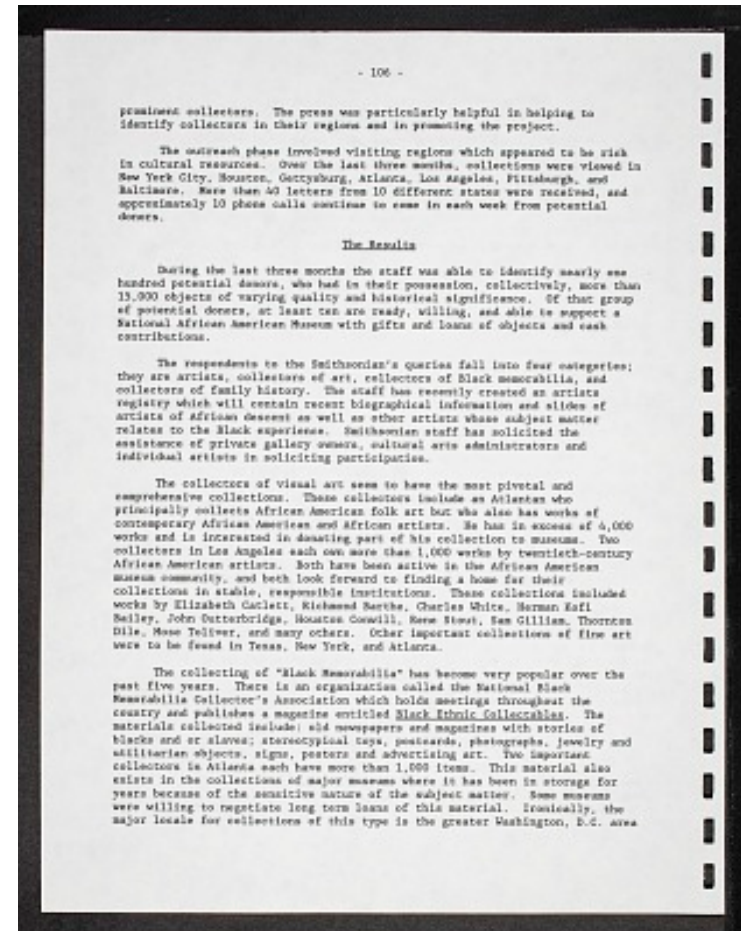 - 106 -
prominent collectors. The press was particularly helpful in helping to
identify collectors in their regions and in promoting the project.
The outreach phase involved visiting regions which appeared to be rich
in cultural resources. Over the last three months, collections were viewed in
New York City, Houston, Gettysburg, Atlanta, Los Angeles, Pittsburgh, and
Baltimore. More than 40 letters from 10 different states were received, and
approximately 10 phone calls continue to come in each week from potential
donors.
The Results
During the last three months the staff was able to identify nearly one
hundred potential donors, who had in their possession, collectively, more than
15,000 objects of varying quality and historical significance. Of that group
of potential donors, at least ten are ready, willing, and able to support a
National African American Museum with gifts and loans of objects and cash
contributions.
The respondents to the Smithsonian's queries fall into four categories;
they are artists, collectors of art, collectors of Black memorabilia, and
collectors of family history. The staff has recently created an artists
registry which will contain recent biographical information and slides of
artists of African descent as well as other artists whose subject matter
relates to the Black experience. Smithsonian staff has solicited the
assistance of private gallery owners, cultural arts administrators and
individual artists in soliciting participation.
The collectors of visual art seem to have the most pivotal and
comprehensive collections. These collectors include an Atlantan who
principally collects African American folk art but who also has works of
contemporary African American and African artists. He has in excess of 4,000
works and is interested in donating part of his collection to museums. Two
collectors in Los Angeles each own more than 1,000 works by twentieth-century
African American artists. Both have been active in the African American
museum community, and both look forward to finding a home for their
collections in stable, responsible institutions. These collections included
works by Elizabeth Catlett, Richmond Barthe, Charles White, Herman Kofi
Bailey, John Outterbridge, Houston Conwill, Rene Stout, Sam Gilliam, Thornton
Dile, Mose Toliver, and many others. Other important collections of fine art
were to be found in Texas, New York, and Atlanta.
The collecting of "Black Memorabilia" has become very popular over the
past five years. There is an organization called the National Black
Memorabilia Collector's Association which holds meetings throughout the
country and publishes a magazine entitled Black Ethnic Collectables. The
materials collected include: old newspapers and magazines with stories of
blacks and or slaves; stereotypical toys, postcards, photographs, jewelry and
utilitarian objects, signs, posters and advertising art. Two important
collectors in Atlanta each have more than 1,000 items. This material also
exists in the collections of major museums where it has been in storage for
years because of the sensitive nature of the subject matter. Some museums
were willing to negotiate long term loans of this material. Ironically, the
major locale for collections of this type is the greater Washington, D.C. area